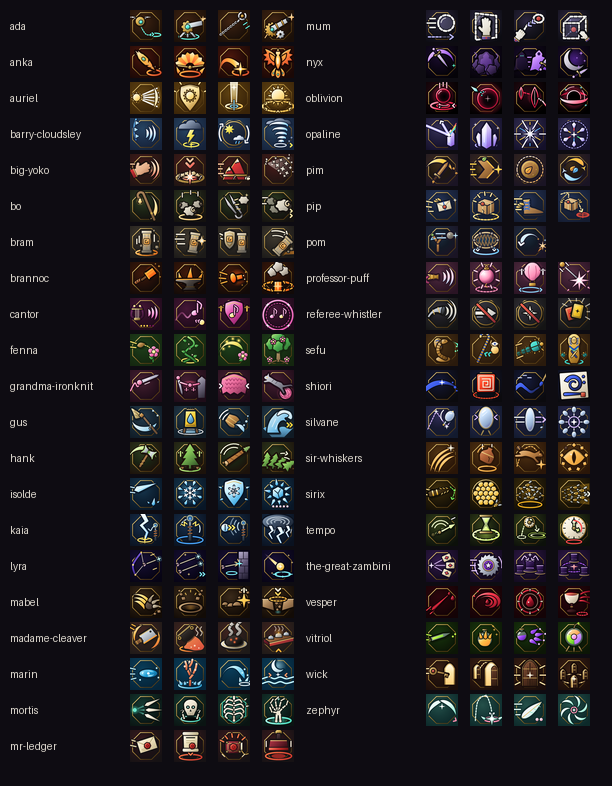 ada
anka
auriel
barry-cloudsley
big-yoko
bo
bram
brannoc
cantor
fenna
grandma-ironknit
gus
hank
isolde
kaia
lyra
mabel
madame-cleaver
marin
mortis
mr-ledger
mum
nyx
oblivion
opaline
pim
pip
pom
professor-puff
referee-whistler
sefu
shiori
silvane
sir-whiskers
sirix
tempo
the-great-zambini
vesper
vitriol
wick
zephyr